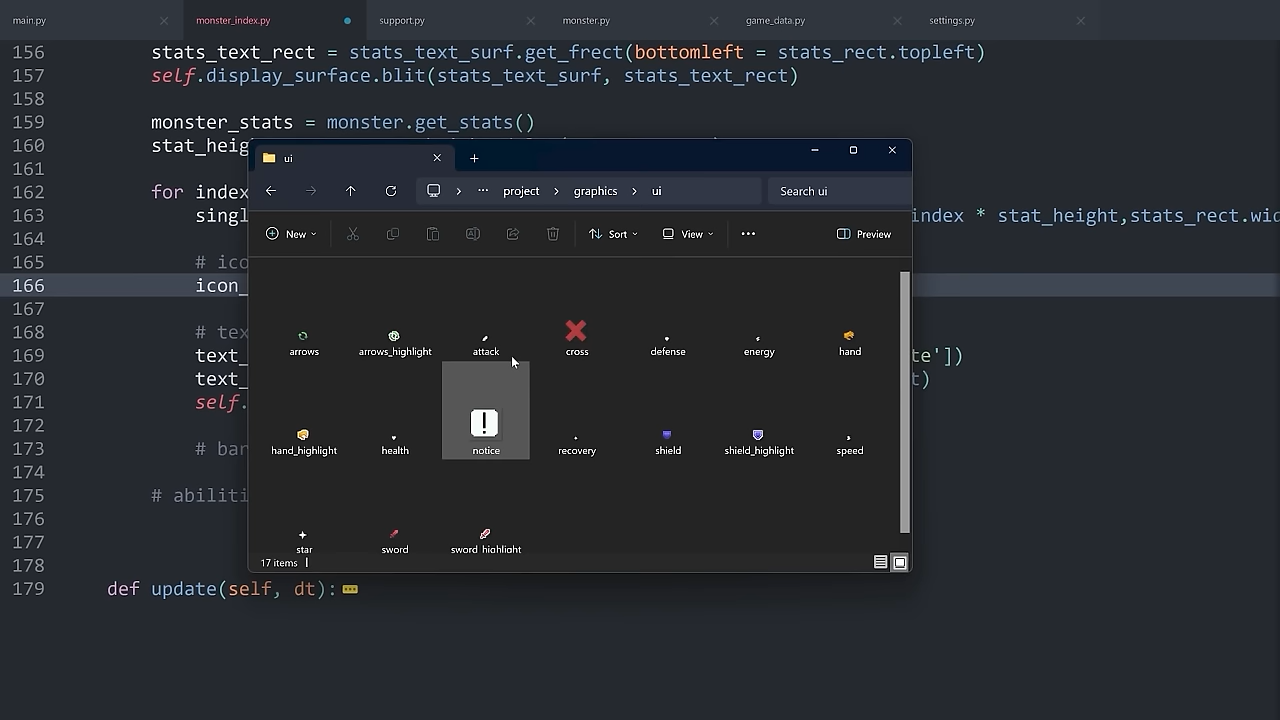 main.py monster_index.py support.py monster.py game_data.py settings.py
156 stats_text_rect = stats_text_surf.get_frect(bottomleft = stats_rect.topleft)
157 self.display_surface.blit(stats_text_surf, stats_text_rect)
158
159 monster_stats = monster.get_stats()
160 stat_heig
161
162 for index
163 singl index * stat_height,stats_rect.wid
164
165 # ico
166 icon_
167
168 # tex
169 text_ te'])
170 text_ t)
171 self.
172
173 # bar
174
175 # abiliti
176
177
178
179 def update(self, dt):
ui
project graphics ui Search ui
New Sort View Preview
arrows arrows_highlight attack cross defense energy hand
hand_highlight health notice recovery shield shield_highlight speed
star sword sword_highlight
17 items